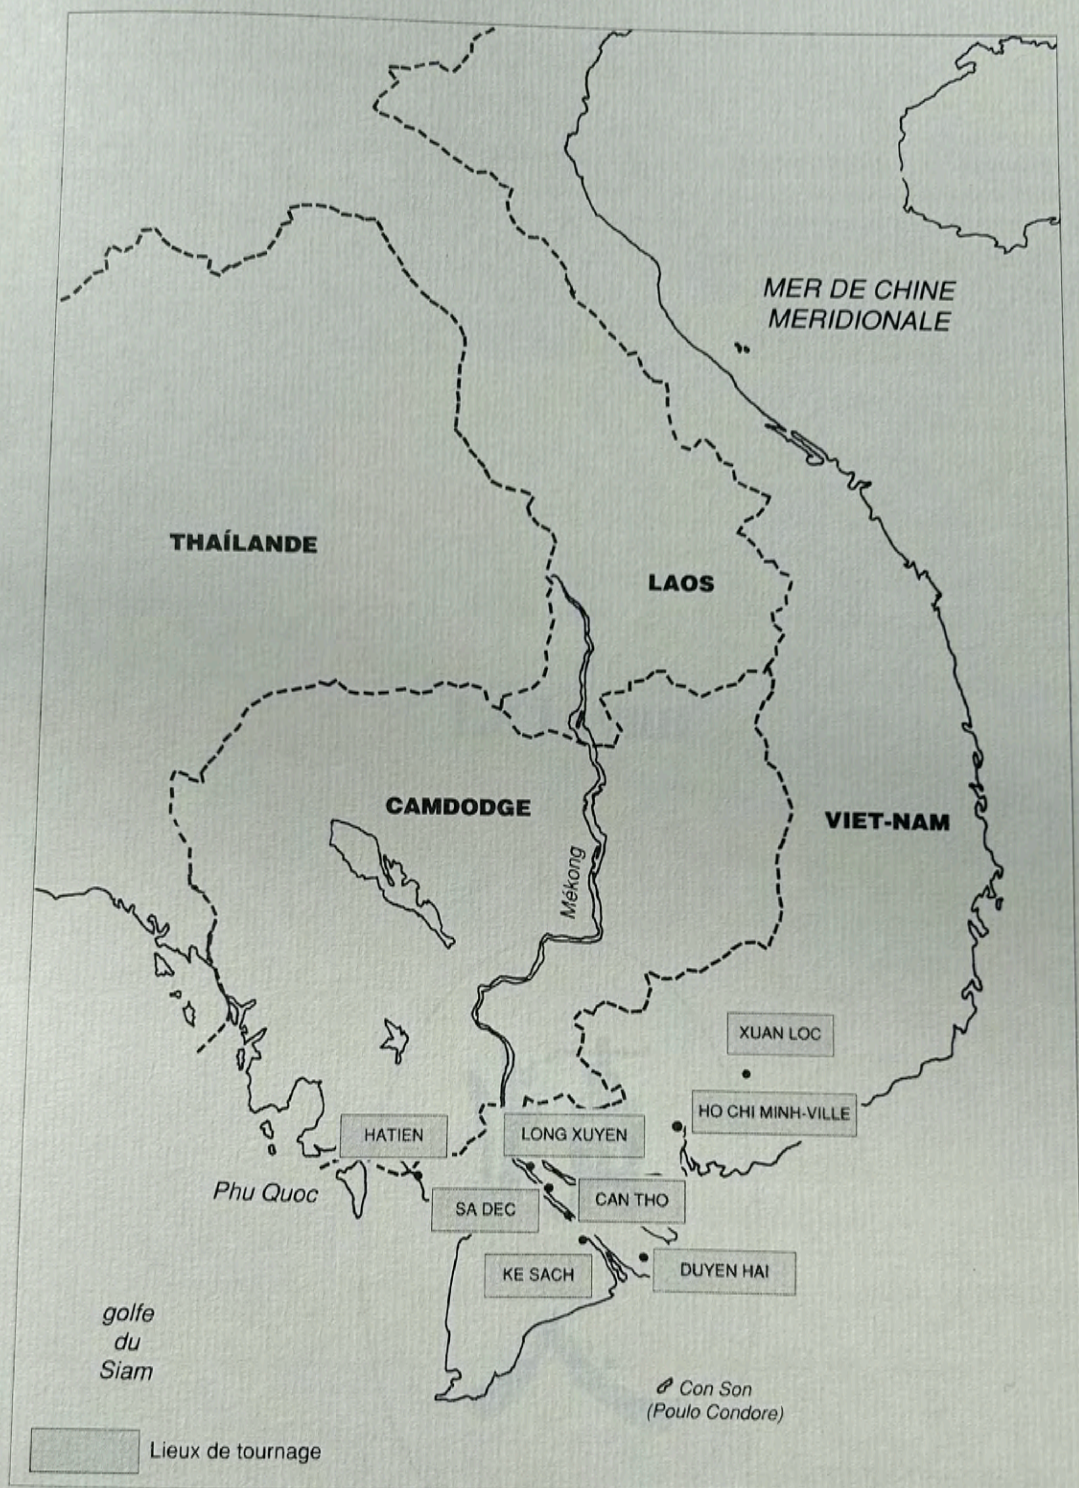 MER DE CHINE
MERIDIONALE
THAÍLANDE
LAOS
CAMDODGE
VIET-NAM
Mékong
XUAN LOC
HO CHI MINH-VILLE
HATIEN
LONG XUYEN
Phu Quoc
SA DEC
CAN THO
KE SACH
DUYEN HAI
golfe
du
Siam
Con Son
(Poulo Condore)
Lieux de tournage